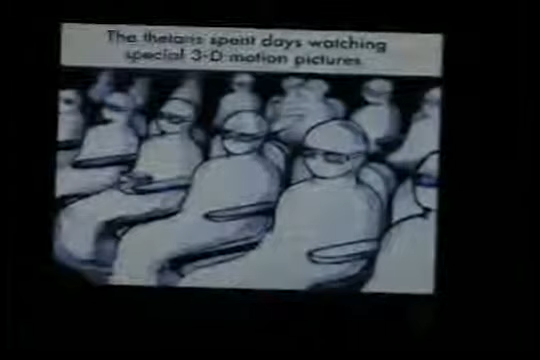 The thetans spent days watching
special 3-D motion pictures